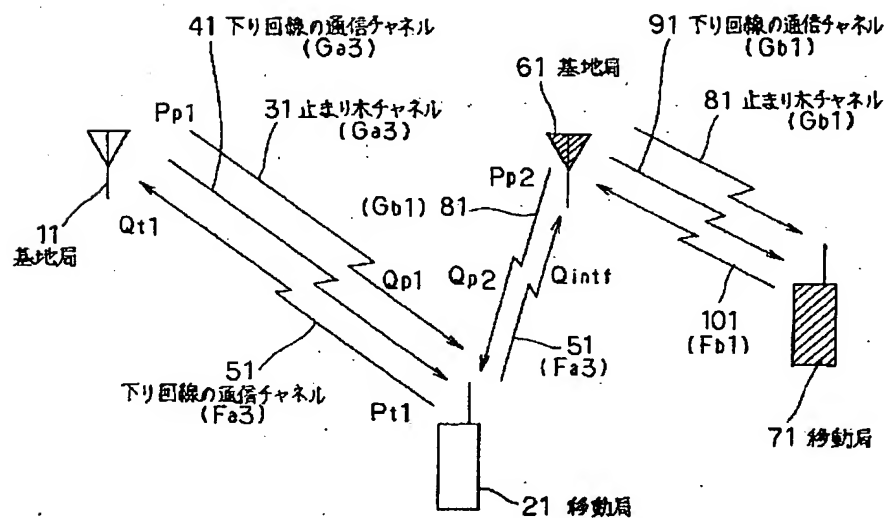 41 下り回線の通信チャネル
(Ga3)
91 下り回線の通信チャネル
(Gb1)
61 基地局
81 止まり木チャネル
(Gb1)
Pp1
31 止まり木チャネル
(Ga3)
Pp2
(Gb1) 81
11
基地局
Qt1
Qp1
Qp2
Qintf
51
(Fa3)
101
(Fb1)
51
下り回線の通信チャネル
(Fa3)
Pt1
71 移動局
21 移動局